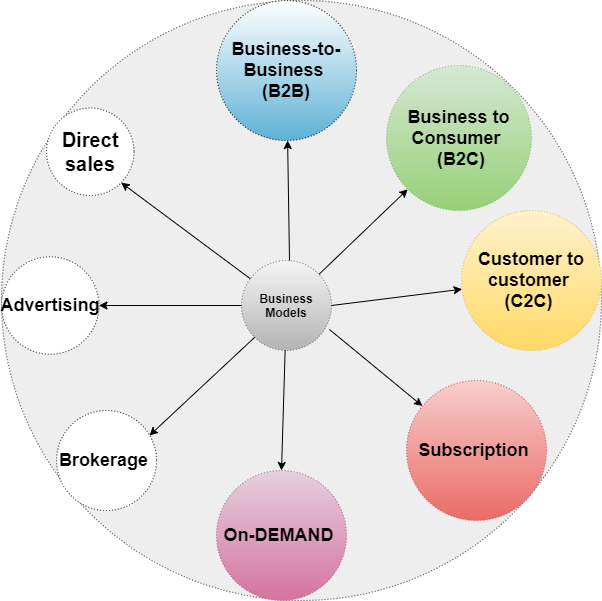 Business-to-
Business
(B2B)
Business to
Consumer
(B2C)
Direct
sales
Customer to
customer
(C2C)
Advertising
Business
Models
Subscription
Brokerage
On-DEMAND